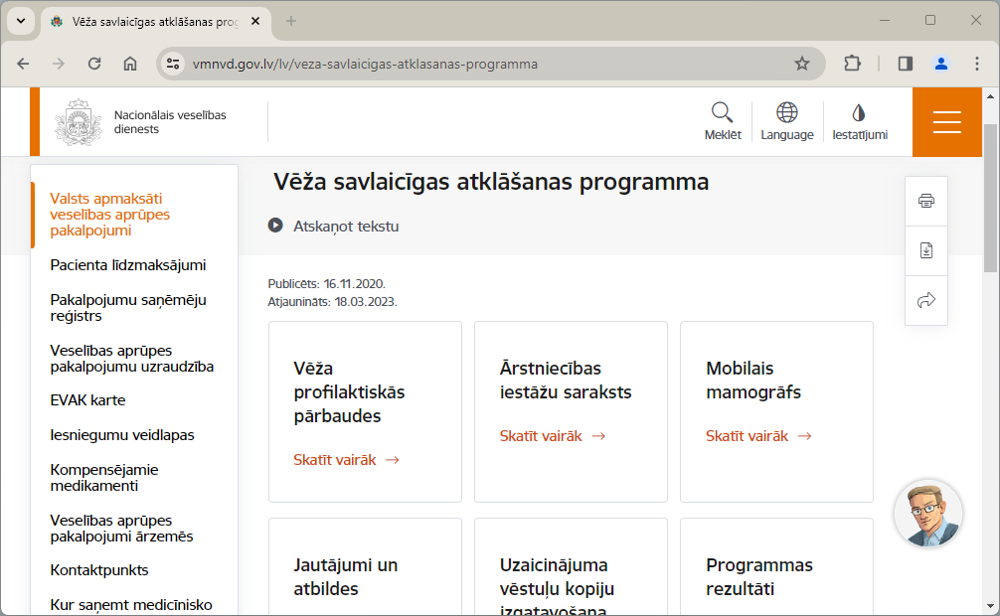 Vēža savlaicīgas atklāšanas prog
vmnvd.gov.lv/lv/veza-savlaicigas-atklasanas-programma
Nacionālais veselības
dienests
Meklēt
Language
Iestatījumi
Valsts apmaksāti
veselības aprūpes
pakalpojumi
Pacienta līdzmaksājumi
Pakalpojumu saņēmēju
reģistrs
Veselības aprūpes
pakalpojumu uzraudzība
EVAK karte
Iesniegumu veidlapas
Kompensējamie
medikamenti
Veselības aprūpes
pakalpojumi ārzemēs
Kontaktpunkts
Kur saņemt medicīnisko
Vēža savlaicīgas atklāšanas programma
Atskaņot tekstu
Publicēts: 16.11.2020.
Atjaunināts: 18.03.2023.
Vēža
profilaktiskās
pārbaudes
Skatīt vairāk
Ārstniecības
iestāžu saraksts
Skatīt vairāk
Mobilais
mamogrāfs
Skatīt vairāk
Jautājumi un
atbildes
Uzaicinājuma
vēstuļu kopiju
izgatavošana
Programmas
rezultāti